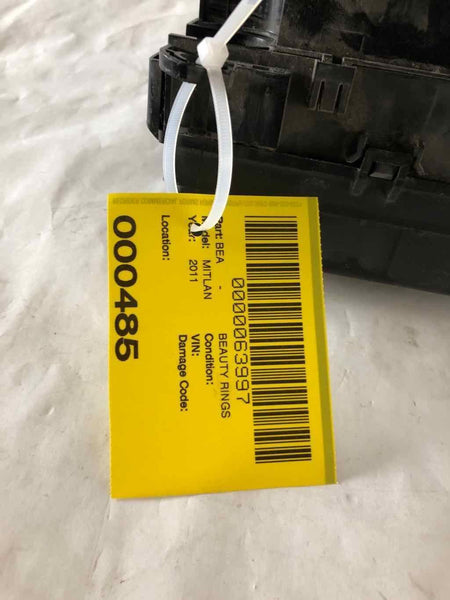 0000063997
Part: BEA - BEAUTY RINGS
Model: MITLAN Condition:
Year: 2011 VIN:
Damage Code:
Location:
000485